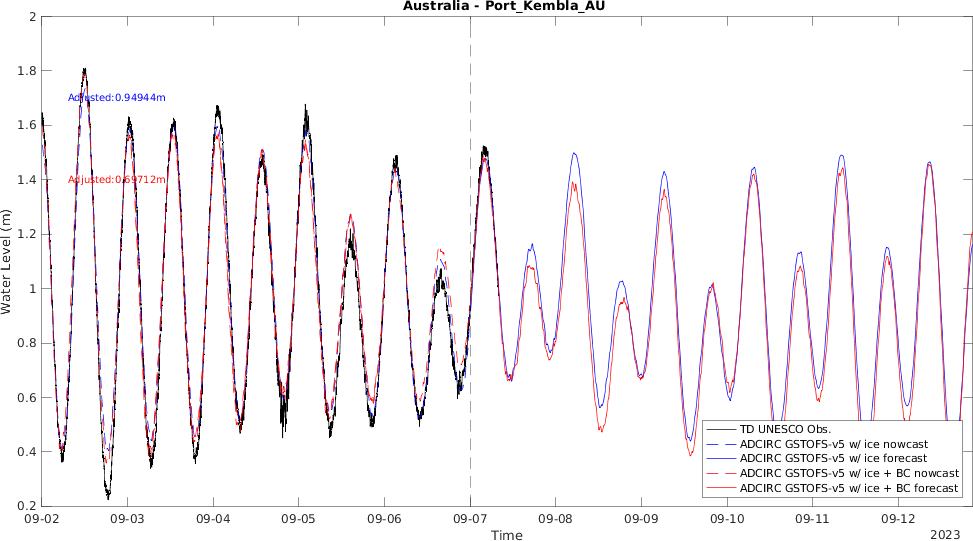 Australia - Port_Kembla_AU
2
1.8
1.6
1.4
1.2
1
0.8
0.6
0.4
0.2
Water Level (m)
Adjusted:0.94944m
Adjusted:0.69712m
TD UNESCO Obs.
ADCIRC GSTOFS-v5 w/ ice nowcast
ADCIRC GSTOFS-v5 w/ ice forecast
ADCIRC GSTOFS-v5 w/ ice + BC nowcast
ADCIRC GSTOFS-v5 w/ ice + BC forecast
09-02 09-03 09-04 09-05 09-06 09-07 09-08 09-09 09-10 09-11 09-12
Time
2023